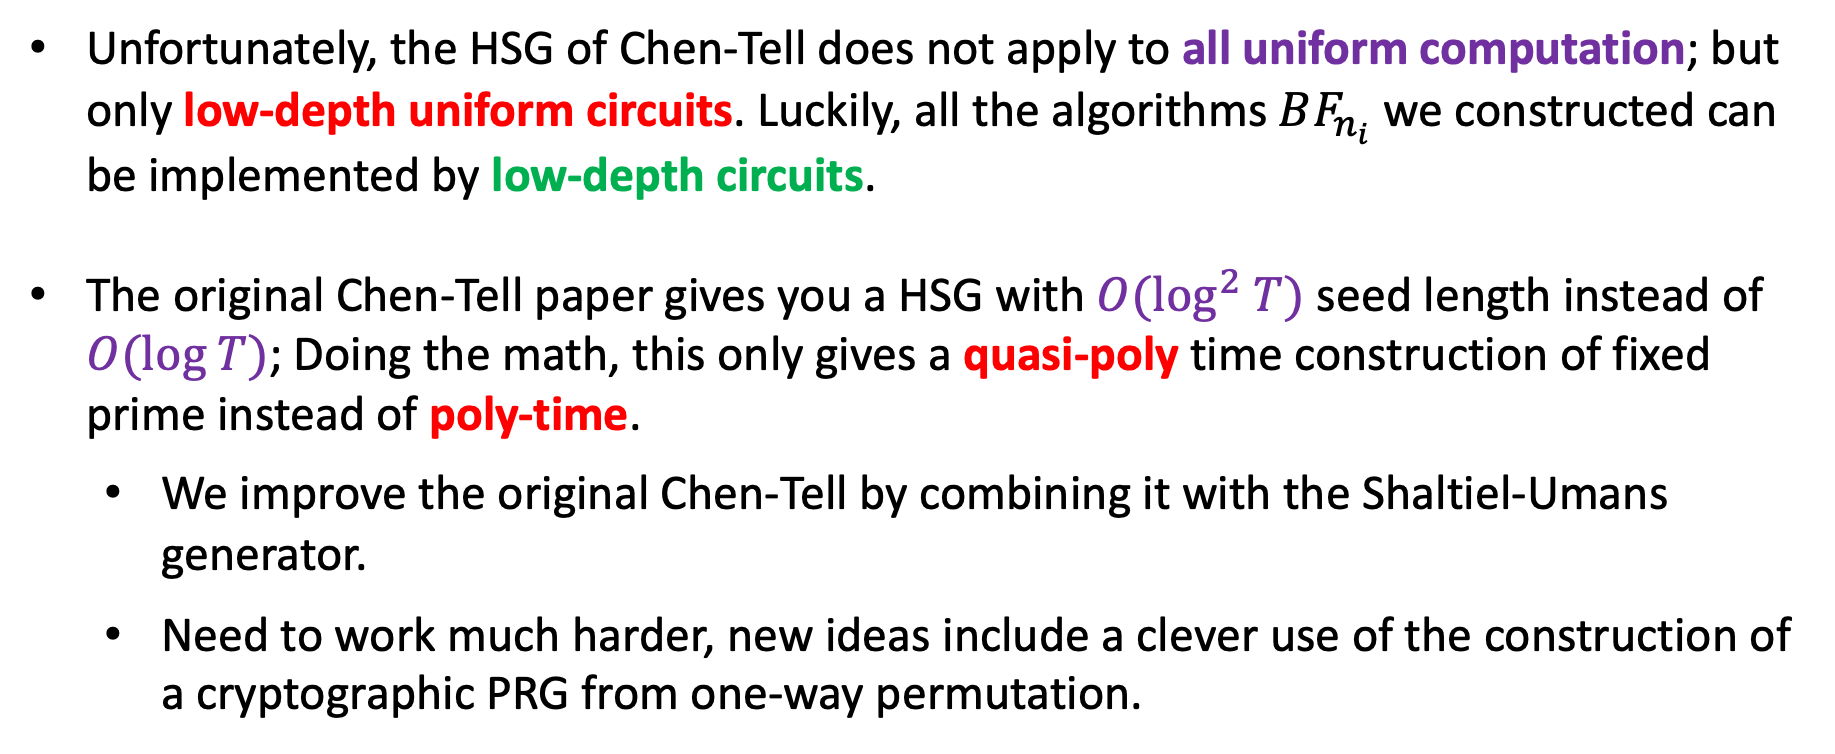 • Unfortunately, the HSG of Chen-Tell does not apply to all uniform computation; but
only low-depth uniform circuits. Luckily, all the algorithms $BF_{n_i}$ we constructed can
be implemented by low-depth circuits.
• The original Chen-Tell paper gives you a HSG with $O(\log^2 T)$ seed length instead of
$O(\log T)$; Doing the math, this only gives a quasi-poly time construction of fixed
prime instead of poly-time.
• We improve the original Chen-Tell by combining it with the Shaltiel-Umans
generator.
• Need to work much harder, new ideas include a clever use of the construction of
a cryptographic PRG from one-way permutation.